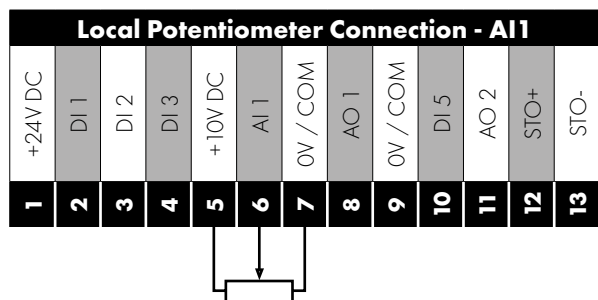 Local Potentiometer Connection - AI1
+24V DC
DI 1
DI 2
DI 3
+10V DC
AI 1
0V / COM
AO 1
0V / COM
DI 5
AO 2
STO+
STO-
1
2
3
4
5
6
7
8
9
10
11
12
13